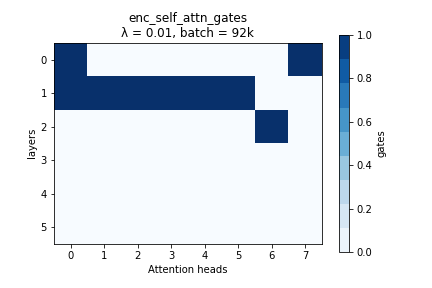 enc_self_attn_gates
λ = 0.01, batch = 92k
layers
0
1
2
3
4
5
0 1 2 3 4 5 6 7
Attention heads
1.0
0.8
0.6
0.4
0.2
0.0
gates